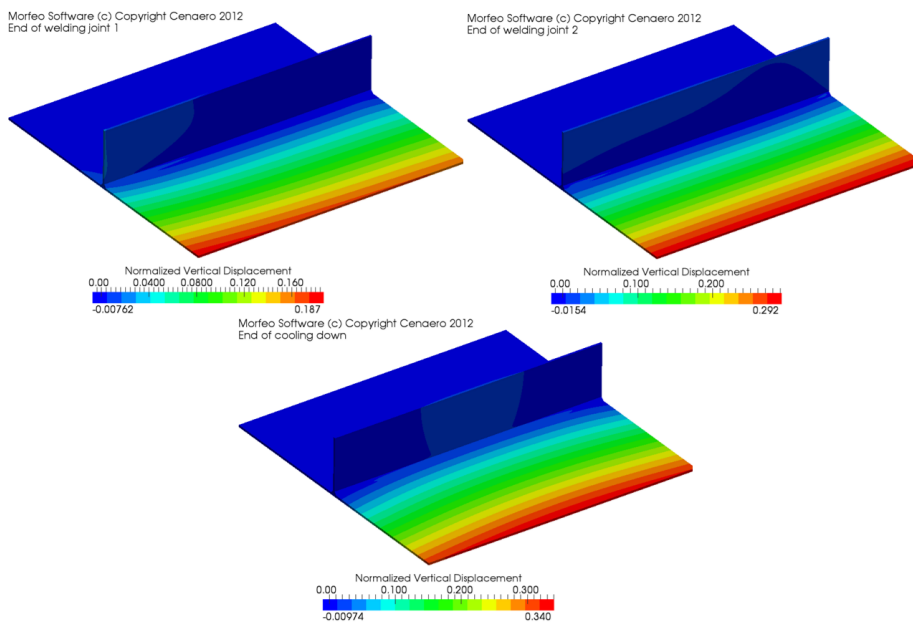 Morfeo Software (c) Copyright Cenaero 2012
End of welding joint 1
Normalized Vertical Displacement
0.00 0.0400 0.0800 0.120 0.160
-0.00762 0.187
Morfeo Software (c) Copyright Cenaero 2012
End of welding joint 2
Normalized Vertical Displacement
0.00 0.100 0.200
-0.0154 0.292
Morfeo Software (c) Copyright Cenaero 2012
End of cooling down
Normalized Vertical Displacement
0.00 0.100 0.200 0.300
-0.00974 0.340